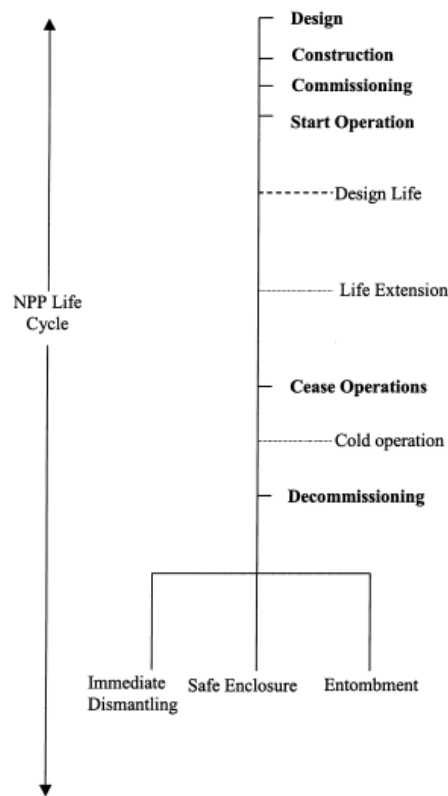 Design
Construction
Commissioning
Start Operation
Design Life
NPP Life
Cycle
Life Extension
Cease Operations
Cold operation
Decommissioning
Immediate
Dismantling
Safe Enclosure
Entombment